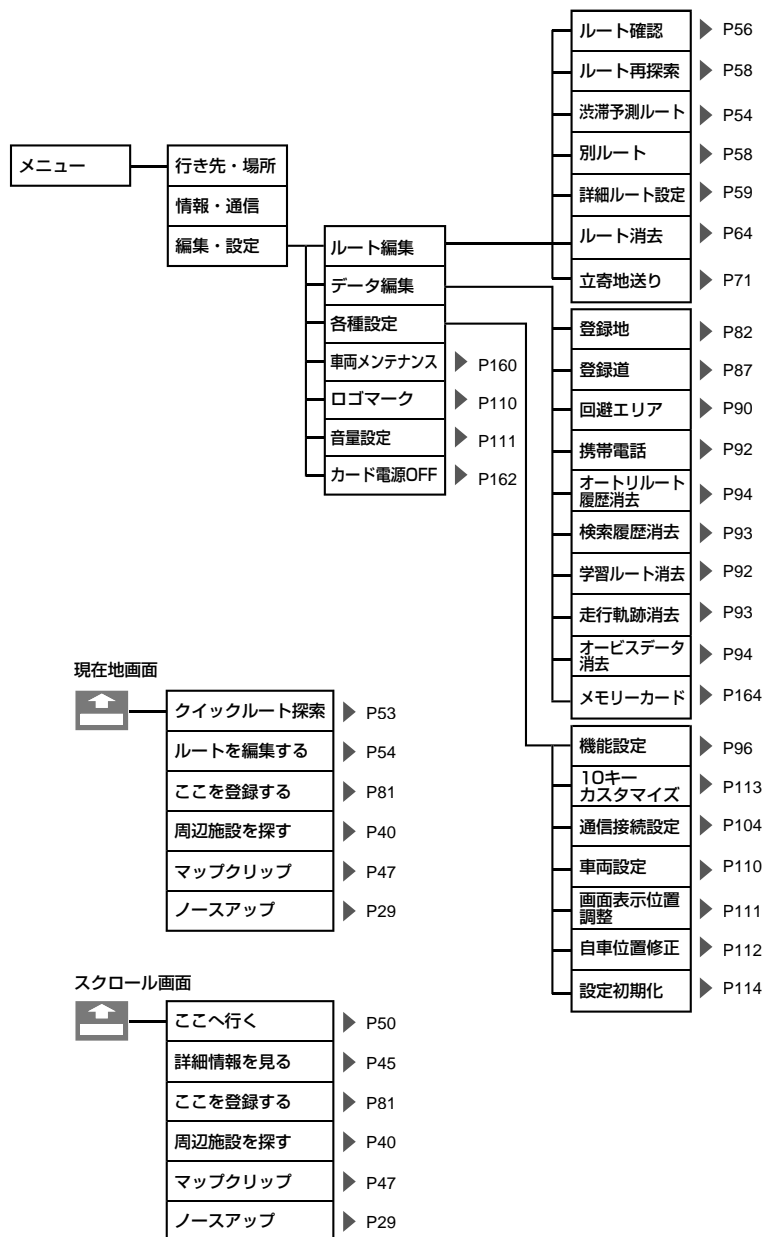 メニュー
行き先・場所
情報・通信
編集・設定
ルート編集
データ編集
各種設定
車両メンテナンス P160
ロゴマーク P110
音量設定 P111
カード電源OFF P162
ルート確認 P56
ルート再探索 P58
渋滞予測ルート P54
別ルート P58
詳細ルート設定 P59
ルート消去 P64
立寄地送り P71
登録地 P82
登録道 P87
回避エリア P90
携帯電話 P92
オートリルート
履歴消去 P94
検索履歴消去 P93
学習ルート消去 P92
走行軌跡消去 P93
オービスデータ
消去 P94
メモリーカード P164
機能設定 P96
10キー
カスタマイズ P113
通信接続設定 P104
車両設定 P110
画面表示位置
調整 P111
自車位置修正 P112
設定初期化 P114
現在地画面
クイックルート探索 P53
ルートを編集する P54
ここを登録する P81
周辺施設を探す P40
マップクリップ P47
ノースアップ P29
スクロール画面
ここへ行く P50
詳細情報を見る P45
ここを登録する P81
周辺施設を探す P40
マップクリップ P47
ノースアップ P29